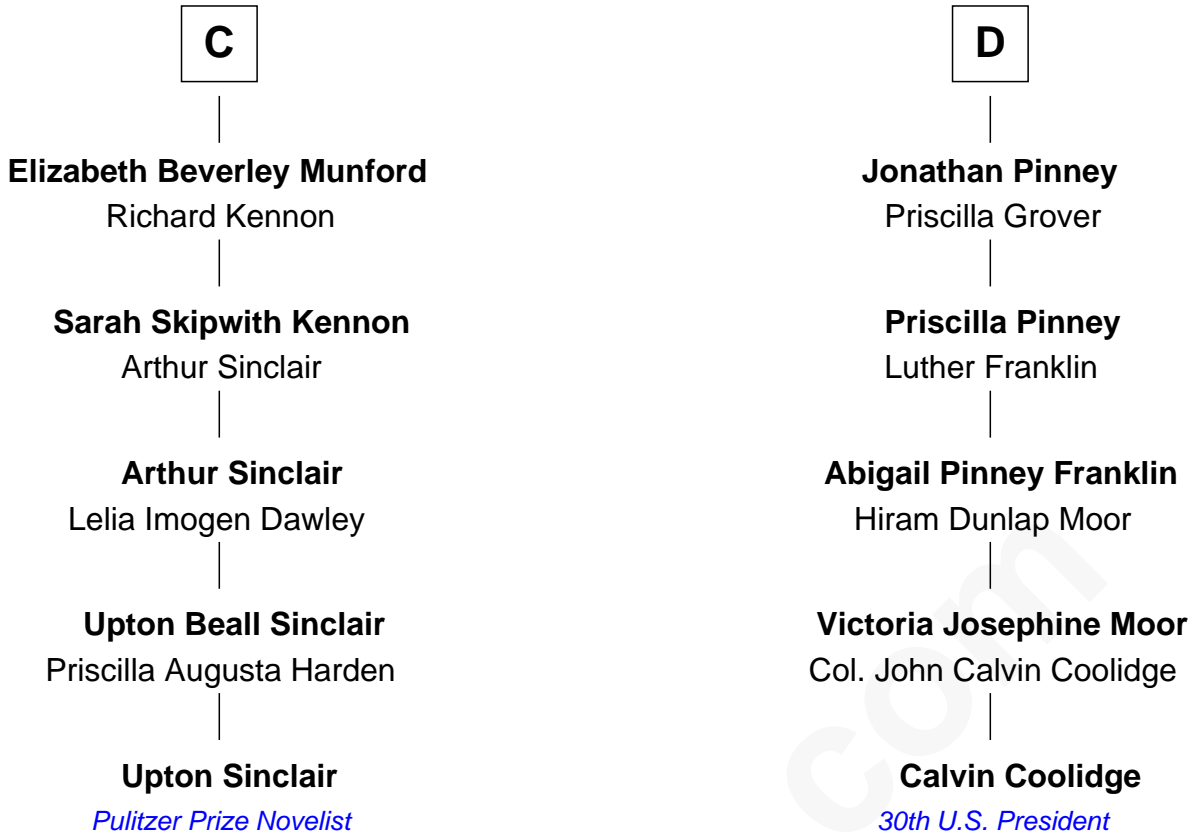 C
Elizabeth Beverley Munford
Richard Kennon
Sarah Skipwith Kennon
Arthur Sinclair
Arthur Sinclair
Lelia Imogen Dawley
Upton Beall Sinclair
Priscilla Augusta Harden
Upton Sinclair
Pulitzer Prize Novelist
D
Jonathan Pinney
Priscilla Grover
Priscilla Pinney
Luther Franklin
Abigail Pinney Franklin
Hiram Dunlap Moor
Victoria Josephine Moor
Col. John Calvin Coolidge
Calvin Coolidge
30th U.S. President
com